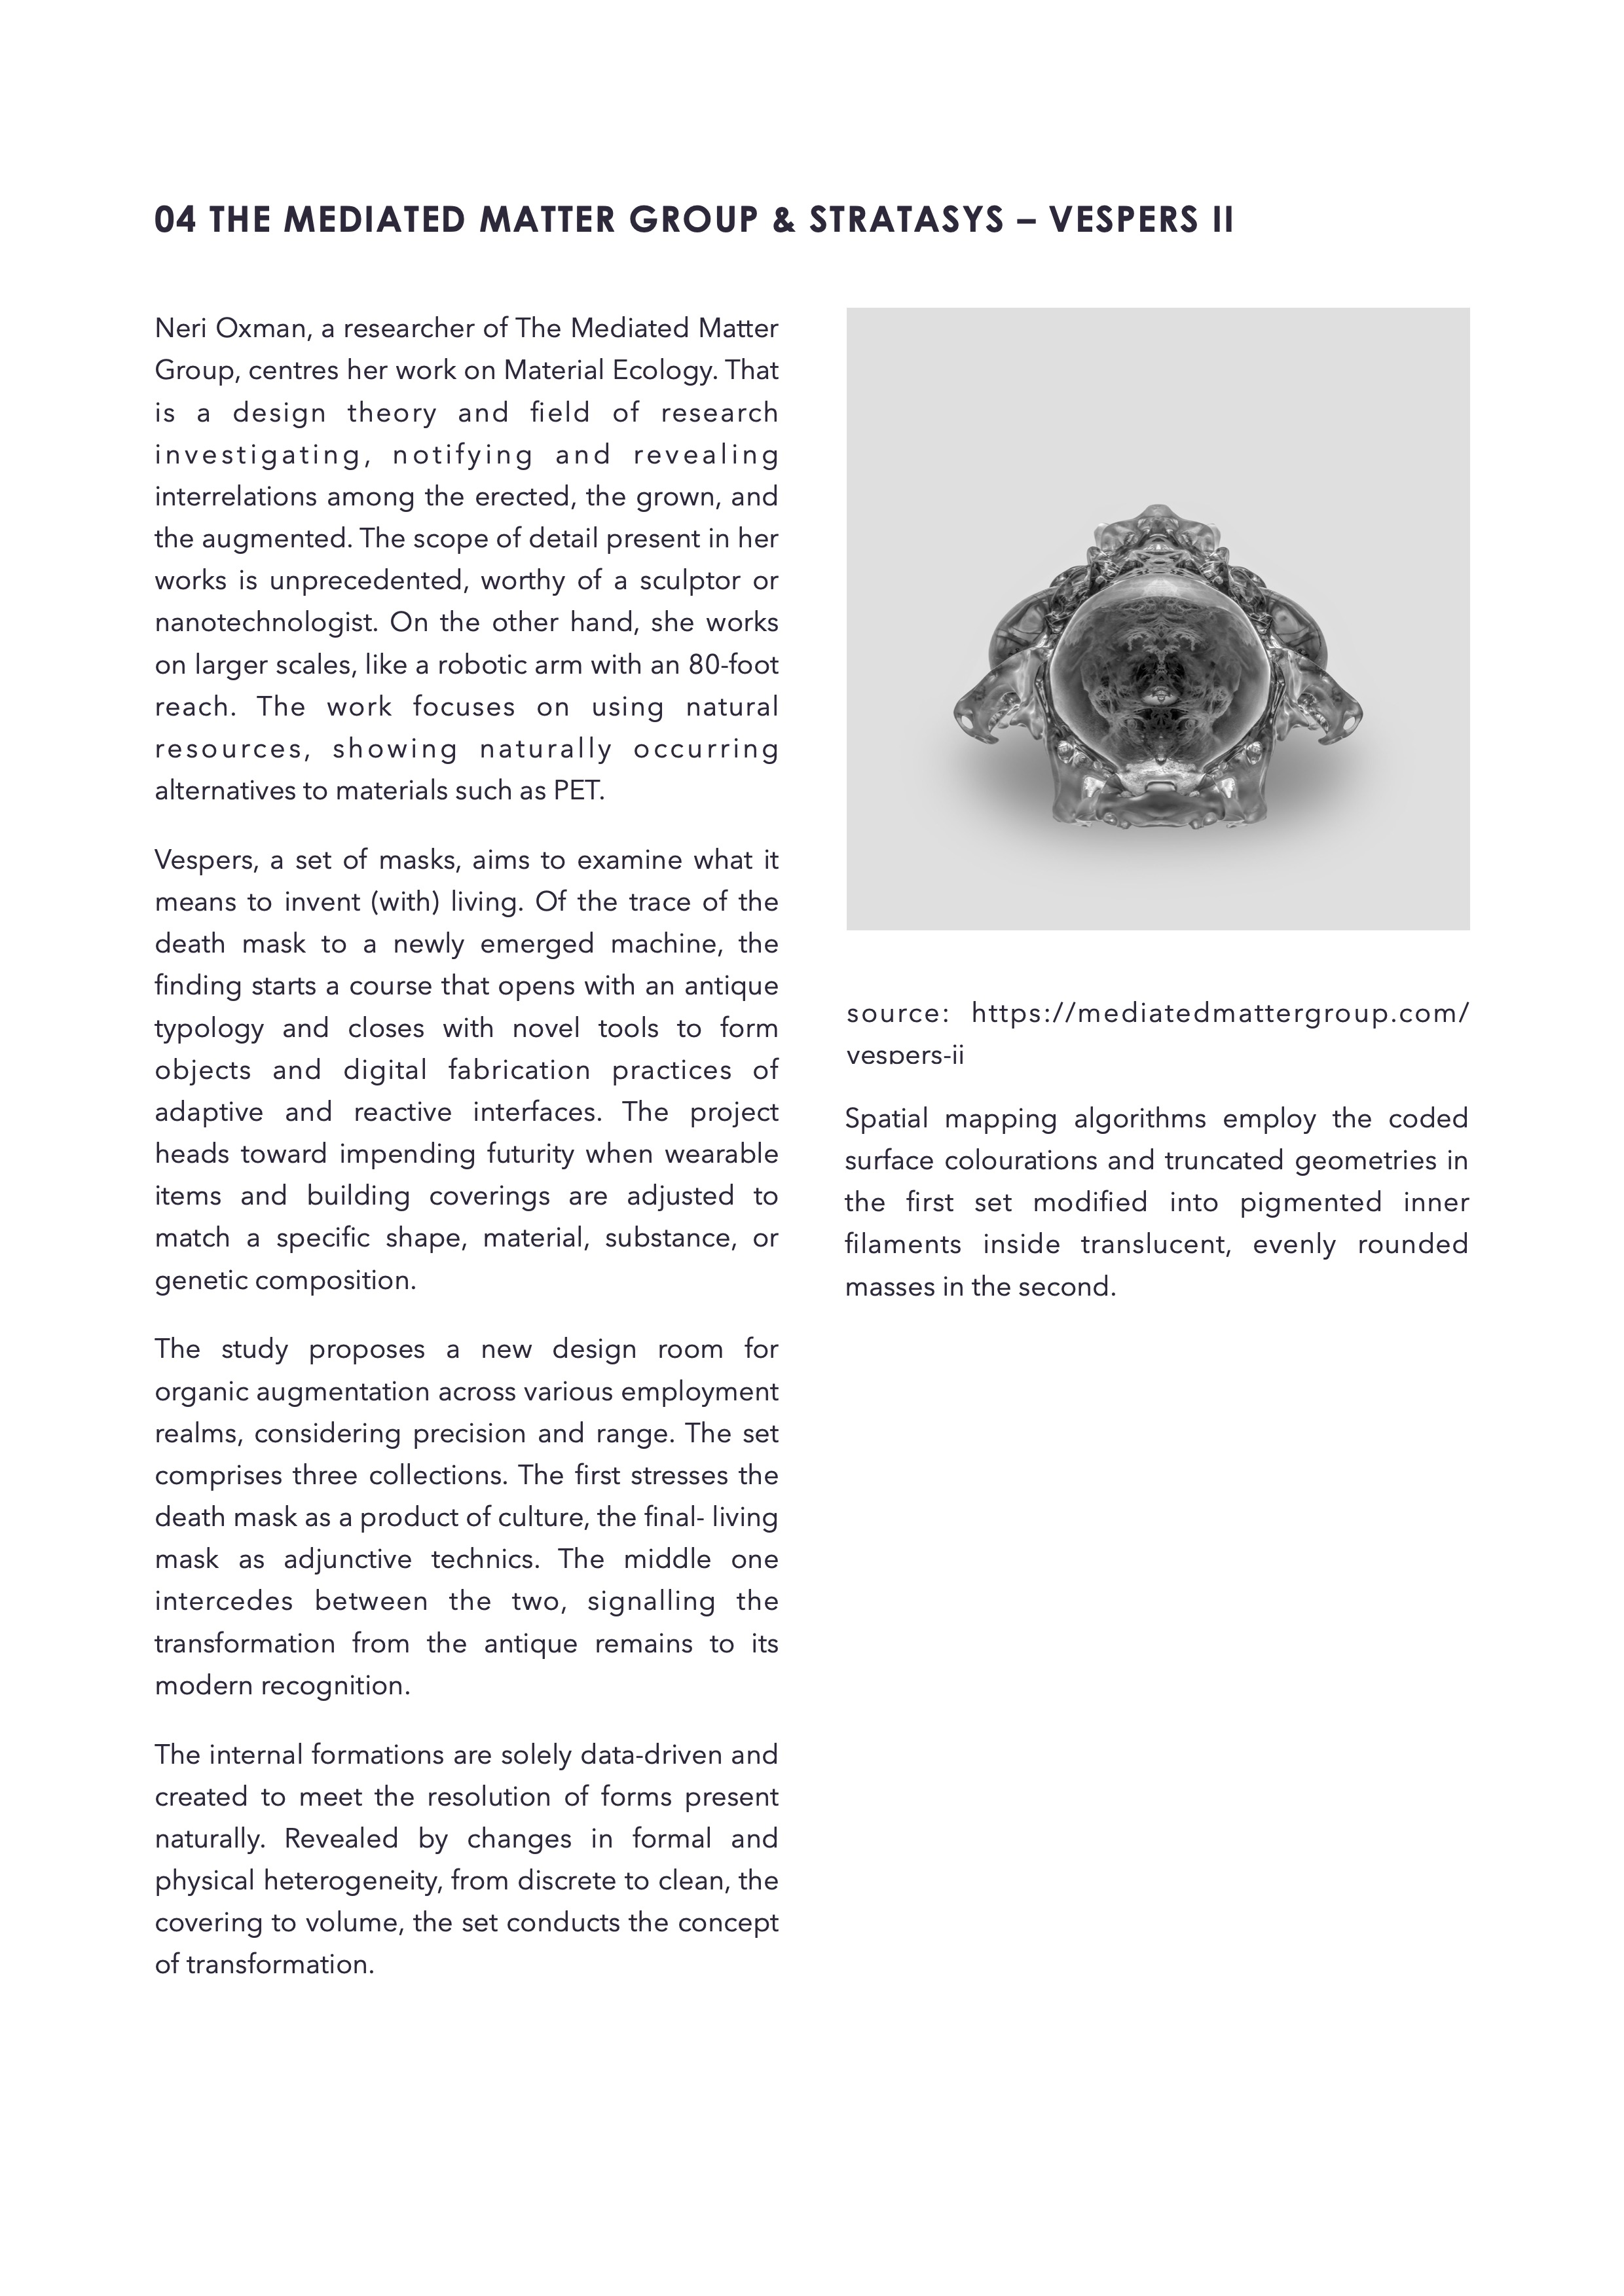 04 THE MEDIATED MATTER GROUP & STRATASYS – VESPERS II
Neri Oxman, a researcher of The Mediated Matter
Group, centres her work on Material Ecology. That
is a design theory and field of research
investigating, notifying and revealing
interrelations among the erected, the grown, and
the augmented. The scope of detail present in her
works is unprecedented, worthy of a sculptor or
nanotechnologist. On the other hand, she works
on larger scales, like a robotic arm with an 80-foot
reach. The work focuses on using natural
resources, showing naturally occurring
alternatives to materials such as PET.
Vespers, a set of masks, aims to examine what it
means to invent (with) living. Of the trace of the
death mask to a newly emerged machine, the
finding starts a course that opens with an antique
typology and closes with novel tools to form
objects and digital fabrication practices of
adaptive and reactive interfaces. The project
heads toward impending futurity when wearable
items and building coverings are adjusted to
match a specific shape, material, substance, or
genetic composition.
The study proposes a new design room for
organic augmentation across various employment
realms, considering precision and range. The set
comprises three collections. The first stresses the
death mask as a product of culture, the final- living
mask as adjunctive technics. The middle one
intercedes between the two, signalling the
transformation from the antique remains to its
modern recognition.
The internal formations are solely data-driven and
created to meet the resolution of forms present
naturally. Revealed by changes in formal and
physical heterogeneity, from discrete to clean, the
covering to volume, the set conducts the concept
of transformation.
source: https://mediatedmattergroup.com/
vespers-ii
Spatial mapping algorithms employ the coded
surface colourations and truncated geometries in
the first set modified into pigmented inner
filaments inside translucent, evenly rounded
masses in the second.